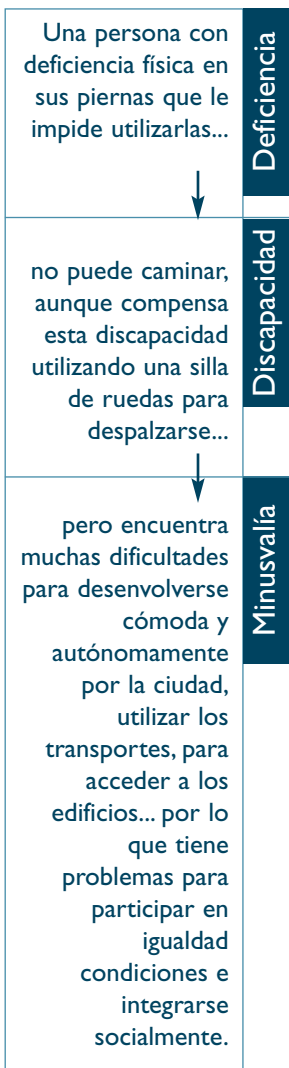 Una persona con
deficiencia física en
sus piernas que le
impide utilizarlas...
Deficiencia
no puede caminar,
aunque compensa
esta discapacidad
utilizando una silla
de ruedas para
despalzarse...
Discapacidad
pero encuentra
muchas dificultades
para desenvolverse
cómoda y
autónomamente
por la ciudad,
utilizar los
transportes, para
acceder a los
edificios... por lo
que tiene
problemas para
participar en
igualdad
condiciones e
integrarse
socialmente.
Minusvalía